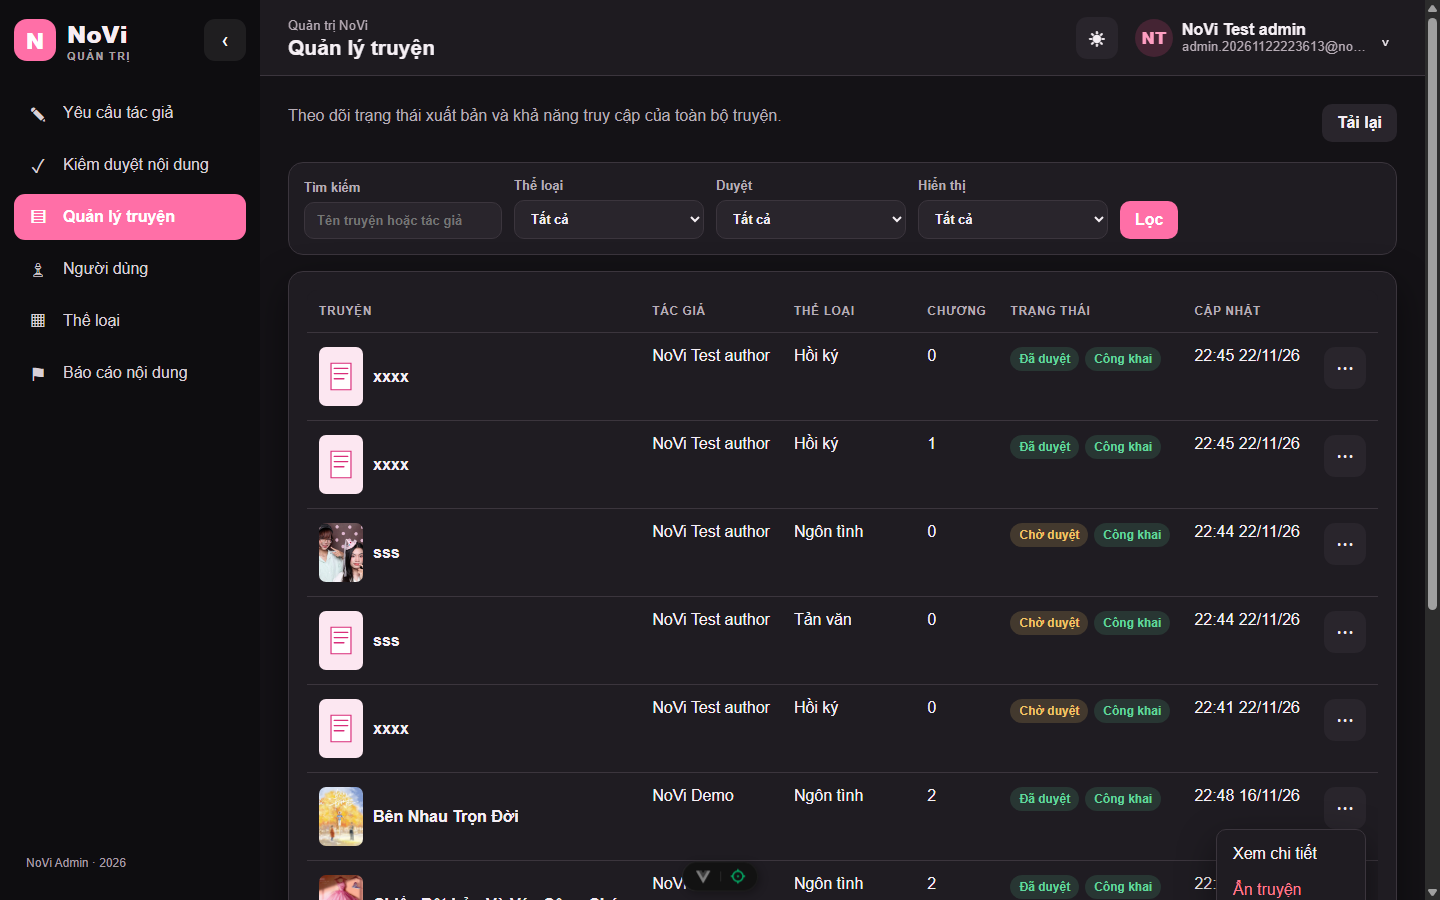 N
NoVi
QUẢN TRỊ
‹
Yêu cầu tác giả
Kiểm duyệt nội dung
Quản lý truyện
Người dùng
Thể loại
Báo cáo nội dung
NoVi Admin · 2026
Quản trị NoVi
Quản lý truyện
NT
NoVi Test admin
admin.20261122223613@no...
v
Theo dõi trạng thái xuất bản và khả năng truy cập của toàn bộ truyện.
Tải lại
Tìm kiếm
Thể loại
Duyệt
Hiển thị
Tên truyện hoặc tác giả
Tất cả
Tất cả
Tất cả
Lọc
TRUYỆN TÁC GIẢ THỂ LOẠI CHƯƠNG TRẠNG THÁI CẬP NHẬT
xxxx NoVi Test author Hồi ký 0 Đã duyệt Công khai 22:45 22/11/26 ...
xxxx NoVi Test author Hồi ký 1 Đã duyệt Công khai 22:45 22/11/26 ...
sss NoVi Test author Ngôn tình 0 Chờ duyệt Công khai 22:44 22/11/26 ...
sss NoVi Test author Tản văn 0 Chờ duyệt Công khai 22:44 22/11/26 ...
xxxx NoVi Test author Hồi ký 0 Chờ duyệt Công khai 22:41 22/11/26 ...
Bên Nhau Trọn Đời NoVi Demo Ngôn tình 2 Đã duyệt Công khai 22:48 16/11/26 ...
NoVi Ngôn tình 2 Đã duyệt Công khai 22:
Xem chi tiết
Ẩn truyện